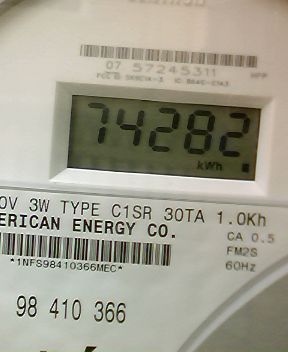 07 57245311
74282
kWh
0V 3W TYPE C1SR 30TA 1.0Kh
ERICAN ENERGY CO.
CA 0.5
FM2S
60Hz
*1NFS98410366MEC*
98 410 366